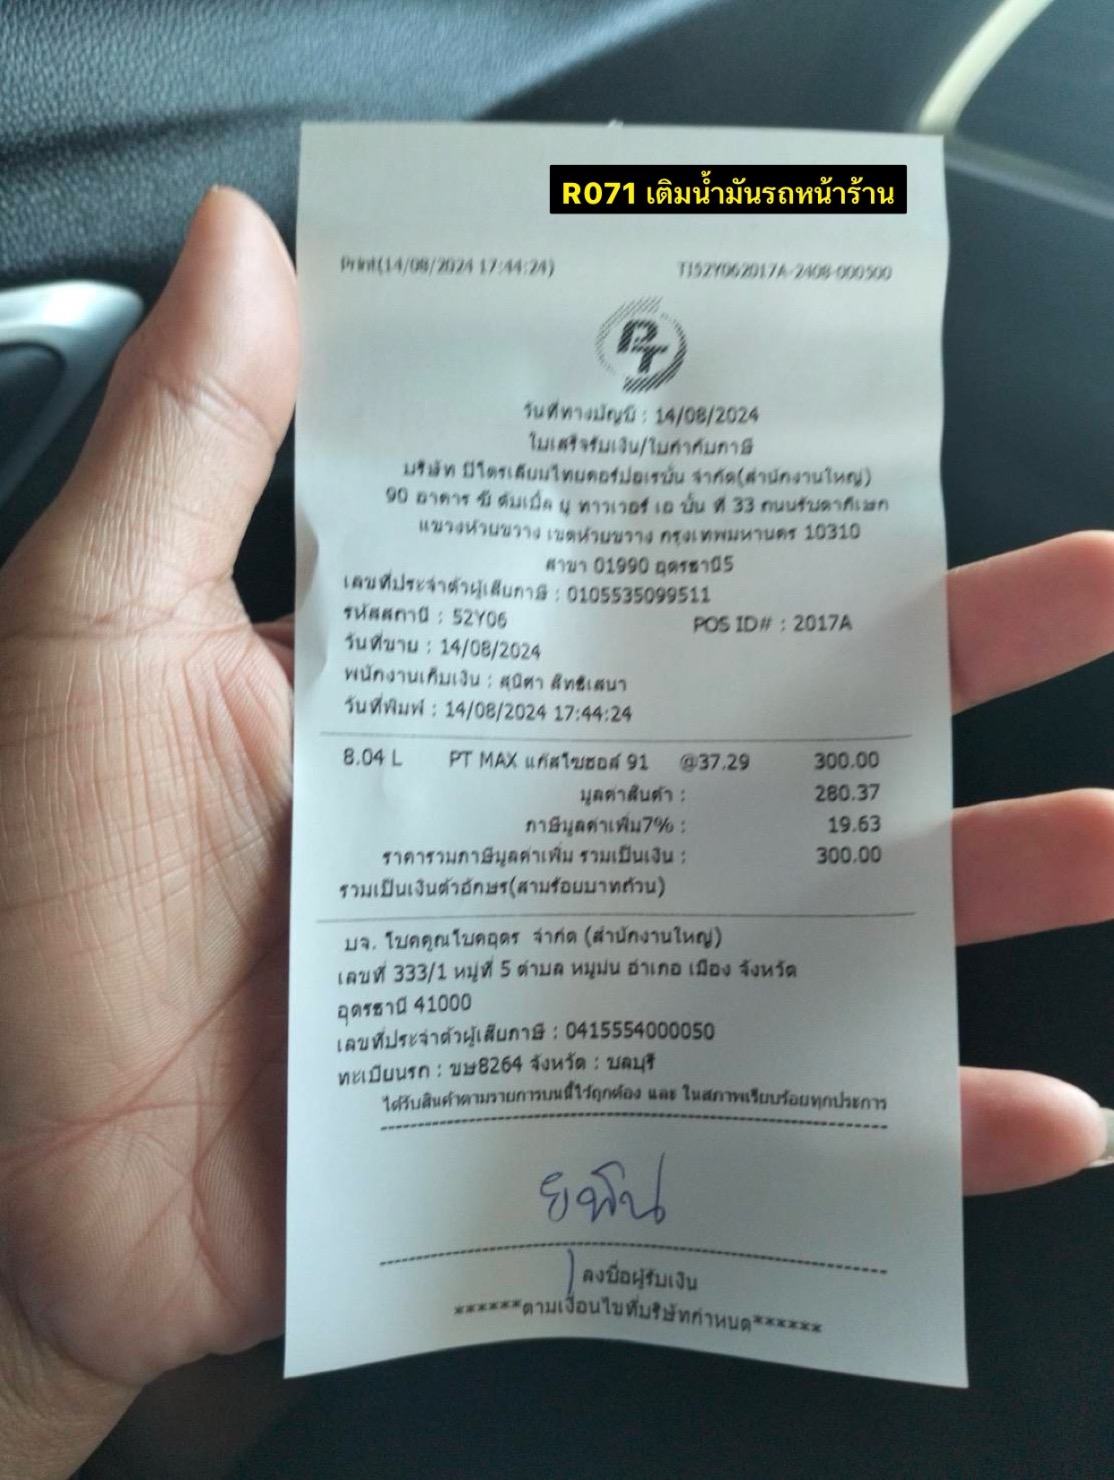 R071 เติมน้ำมันรถหน้าร้าน
Print(14/08/2024 17:44:24) TI52Y062017A-2408-000500
PT
วันที่ทางบัญชี : 14/08/2024
ใบเสร็จรับเงิน/ใบกำกับภาษี
บริษัท ปิโตรเลียมไทยคอร์ปอเรชั่น จำกัด(สำนักงานใหญ่)
90 อาคาร ซี ดับเบิ้ล ยู ทาวเวอร์ เอ ชั้น ที่ 33 ถนนรัชดาภิเษก
แขวงห้วยขวาง เขตห้วยขวาง กรุงเทพมหานคร 10310
สาขา 01990 อุดรธานี5
เลขที่ประจำตัวผู้เสียภาษี : 0105535099511
รหัสสถานี : 52Y06 POS ID# : 2017A
วันที่ขาย : 14/08/2024
พนักงานเก็บเงิน : สุนิศา สิทธิเสนา
วันที่พิมพ์ : 14/08/2024 17:44:24
8.04 L PT MAX แก๊สโซฮอล์ 91 @37.29 300.00
มูลค่าสินค้า : 280.37
ภาษีมูลค่าเพิ่ม7% : 19.63
ราคารวมภาษีมูลค่าเพิ่ม รวมเป็นเงิน : 300.00
รวมเป็นเงินตัวอักษร(สามร้อยบาทถ้วน)
บจ. โชคคูณโชคอุดร จำกัด (สำนักงานใหญ่)
เลขที่ 333/1 หมู่ที่ 5 ตำบล หมูม่น อำเภอ เมือง จังหวัด
อุดรธานี 41000
เลขที่ประจำตัวผู้เสียภาษี : 0415554000050
ทะเบียนรถ : ขษ8264 จังหวัด : ชลบุรี
ได้รับสินค้าตามรายการบนนี้ไว้ถูกต้อง และ ในสภาพเรียบร้อยทุกประการ
ลงชื่อผู้รับเงิน
******ตามเงื่อนไขที่บริษัทกำหนด******